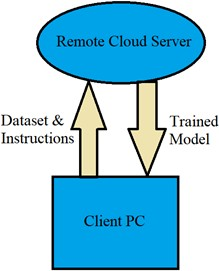 Remote Cloud Server
Dataset &
Instructions
Trained
Model
Client PC